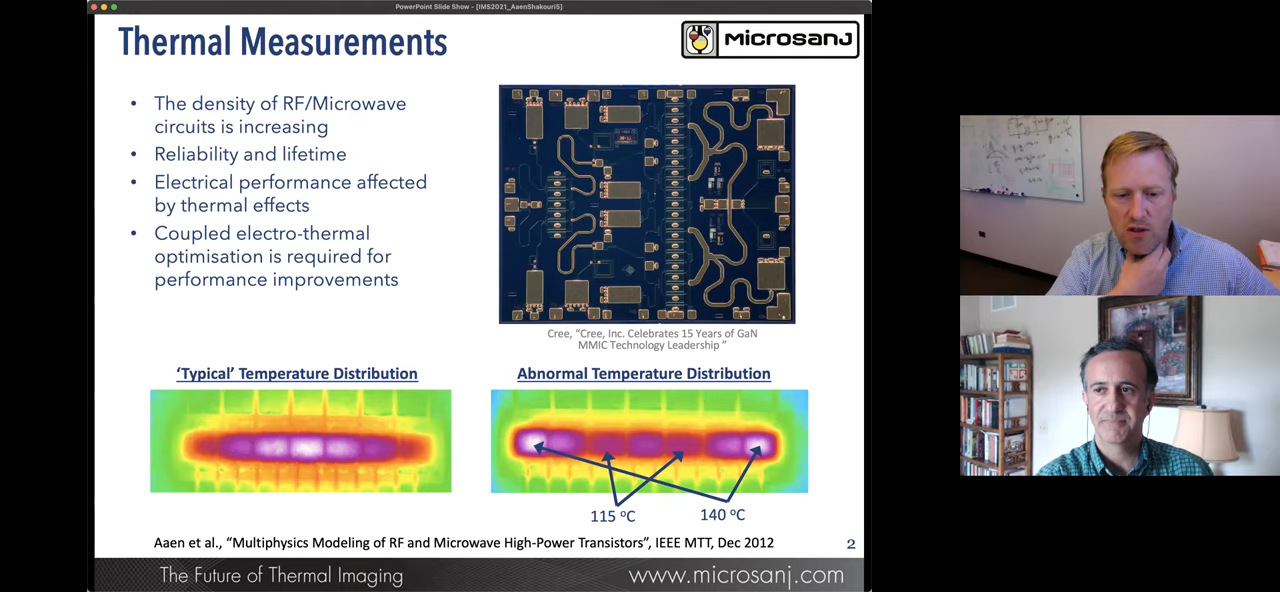 PowerPoint Slide Show - [IMS2021_AaenShakouri5]
Thermal Measurements
MICROSANJ
• The density of RF/Microwave
circuits is increasing
• Reliability and lifetime
• Electrical performance affected
by thermal effects
• Coupled electro-thermal
optimisation is required for
performance improvements
Cree, “Cree, Inc. Celebrates 15 Years of GaN
MMIC Technology Leadership ”
‘Typical’ Temperature Distribution
Abnormal Temperature Distribution
115 ºC
140 ºC
Aaen et al., “Multiphysics Modeling of RF and Microwave High-Power Transistors”, IEEE MTT, Dec 2012
2
The Future of Thermal Imaging
www.microsanj.com